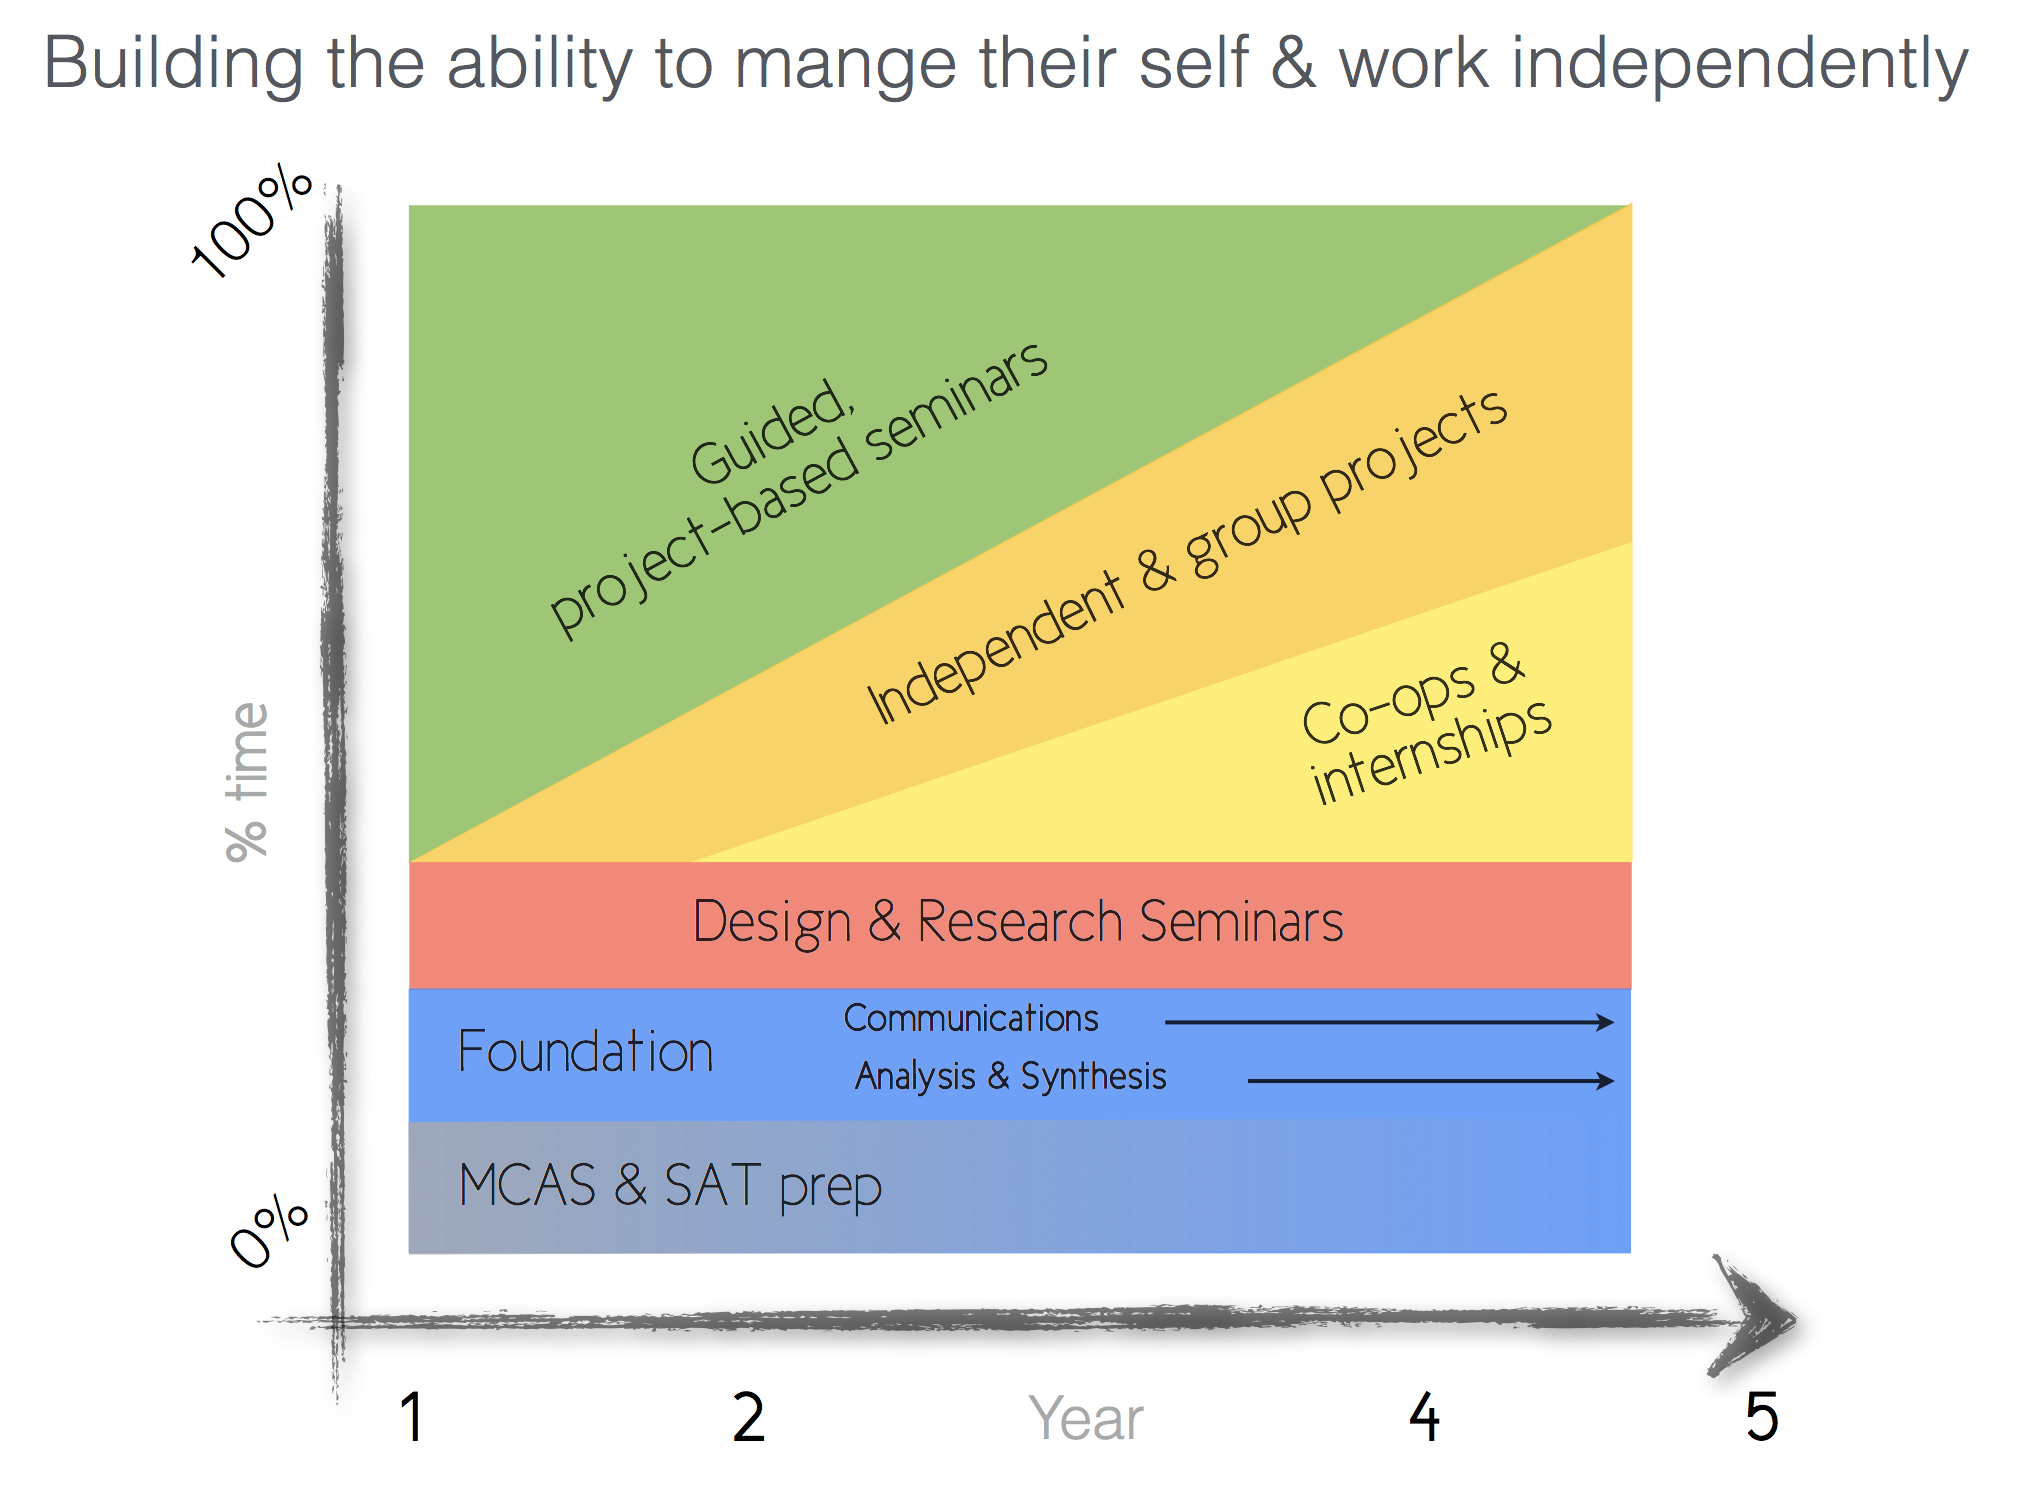 Building the ability to mange their self & work independently
100%
Guided,
project-based seminars
Independent & group projects
Co-ops &
internships
% time
Design & Research Seminars
Foundation
Communications
Analysis & Synthesis
MCAS & SAT prep
0%
1 2 Year 4 5